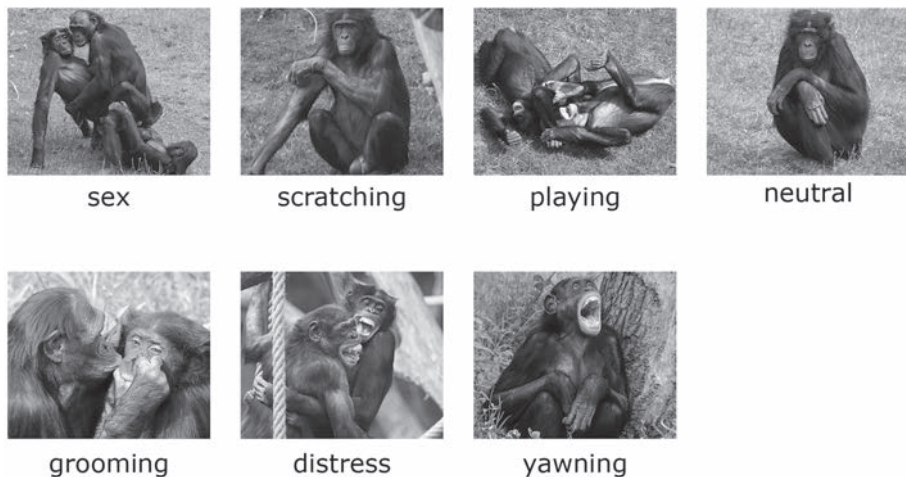 sex
scratching
playing
neutral
grooming
distress
yawning